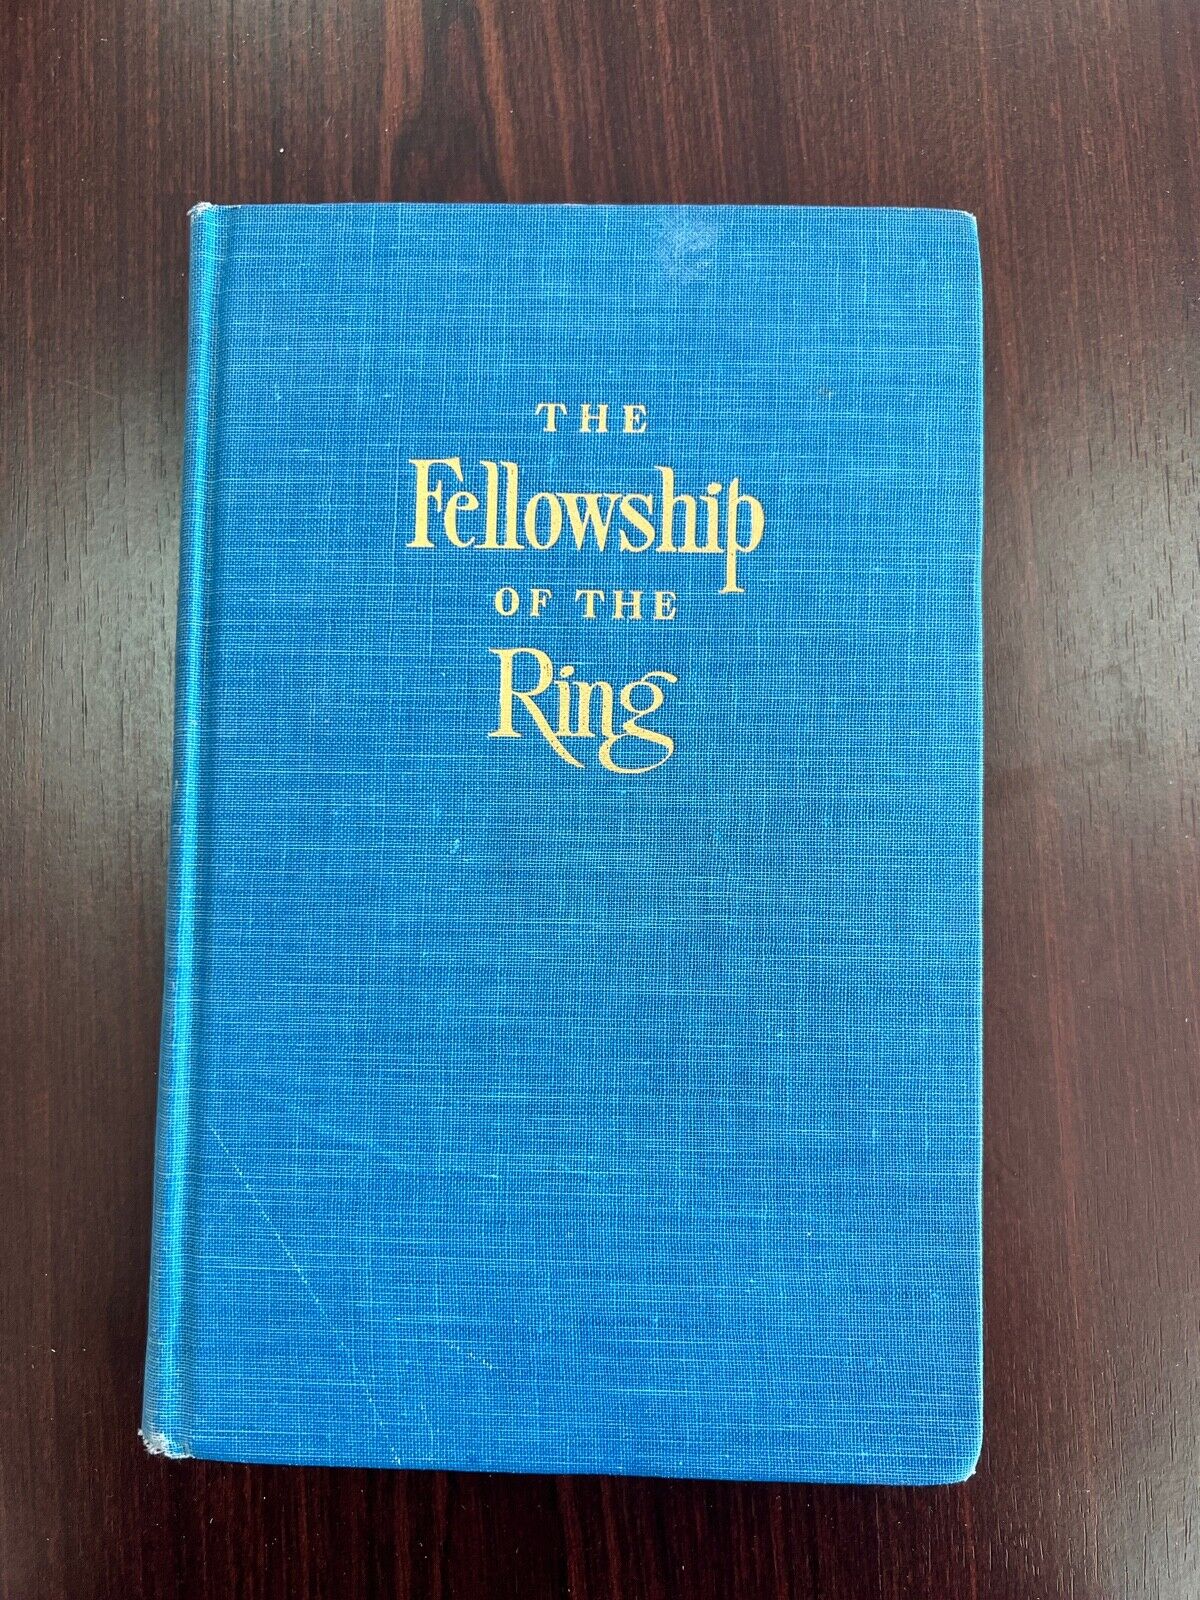 THE
Fellowship
OF THE
Ring